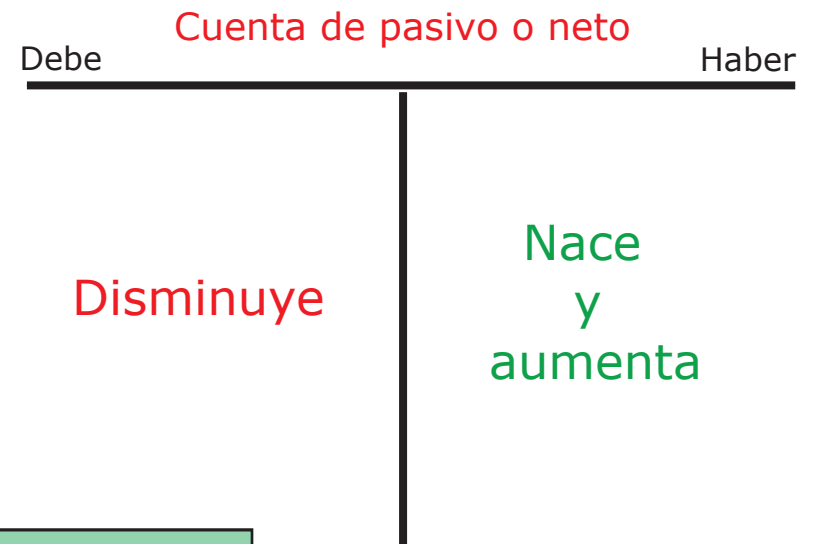 Cuenta de pasivo o neto
Debe
Haber
Disminuye
Nace
y
aumenta